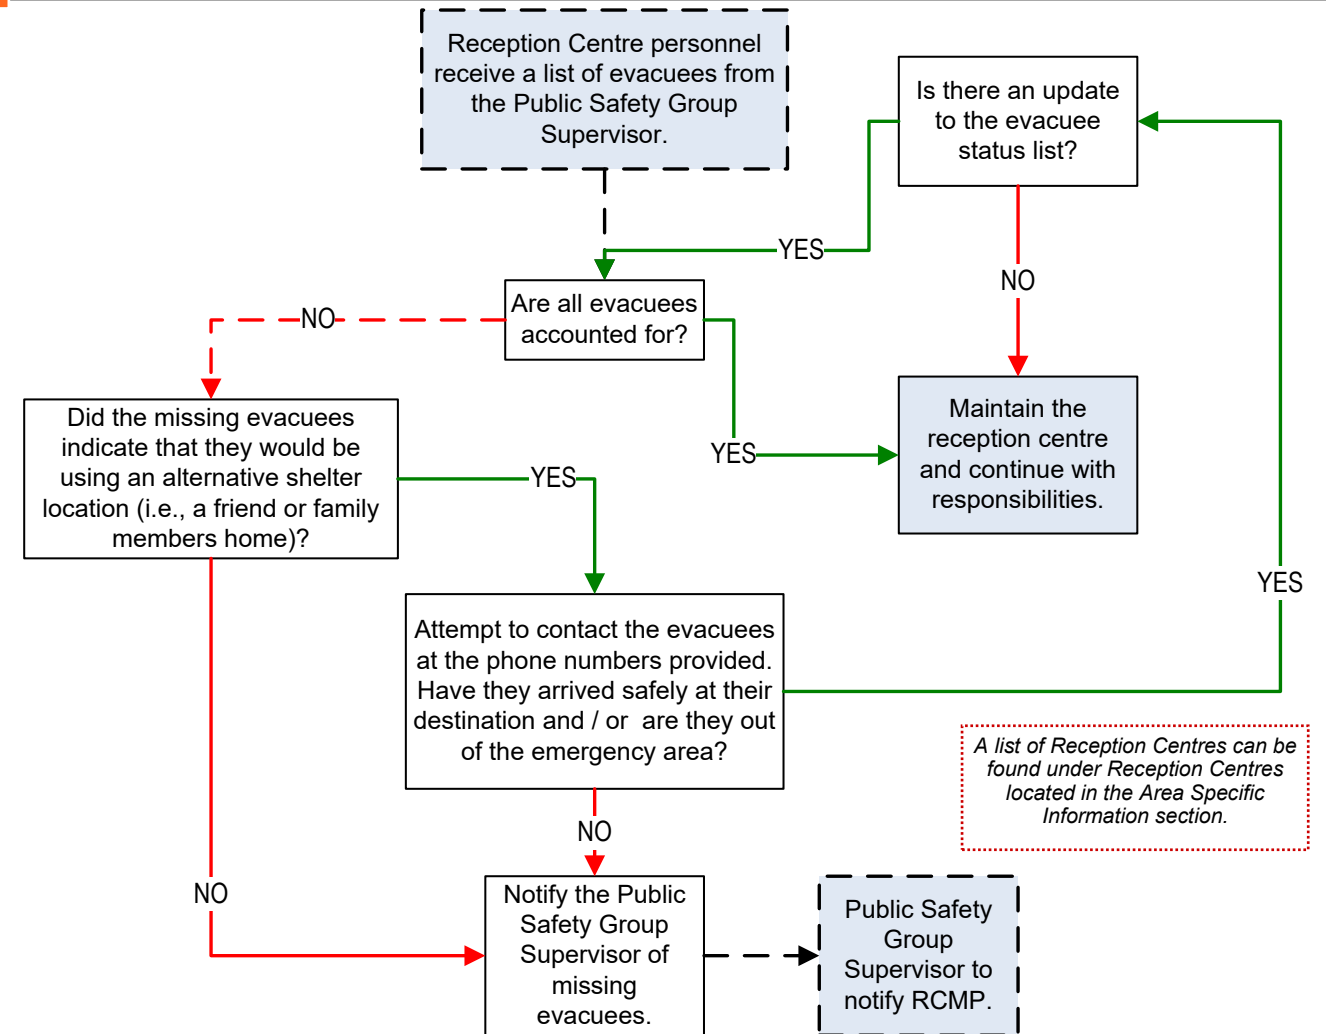 Reception Centre personnel
receive a list of evacuees from
the Public Safety Group
Supervisor.
Is there an update
to the evacuee
status list?
YES
NO
Are all evacuees
accounted for?
NO
YES
Maintain the
reception centre
and continue with
responsibilities.
Did the missing evacuees
indicate that they would be
using an alternative shelter
location (i.e., a friend or family
members home)?
YES
YES
Attempt to contact the evacuees
at the phone numbers provided.
Have they arrived safely at their
destination and / or are they out
of the emergency area?
A list of Reception Centres can be
found under Reception Centres
located in the Area Specific
Information section.
NO
NO
Notify the Public
Safety Group
Supervisor of
missing
evacuees.
Public Safety
Group
Supervisor to
notify RCMP.